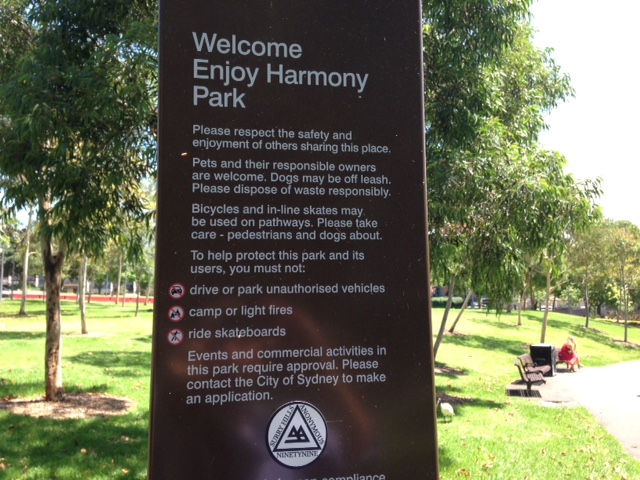 Welcome
Enjoy Harmony
Park
Please respect the safety and
enjoyment of others sharing this place.
Pets and their responsible owners
are welcome. Dogs may be off leash.
Please dispose of waste responsibly.
Bicycles and in-line skates may
be used on pathways. Please take
care - pedestrians and dogs about.
To help protect this park and its
users, you must not:
drive or park unauthorised vehicles
camp or light fires
ride skateboards
Events and commercial activities in
this park require approval. Please
contact the City of Sydney to make
an application.
SURRY HILLS ANONYMOUS
NINETYNINE
compliance